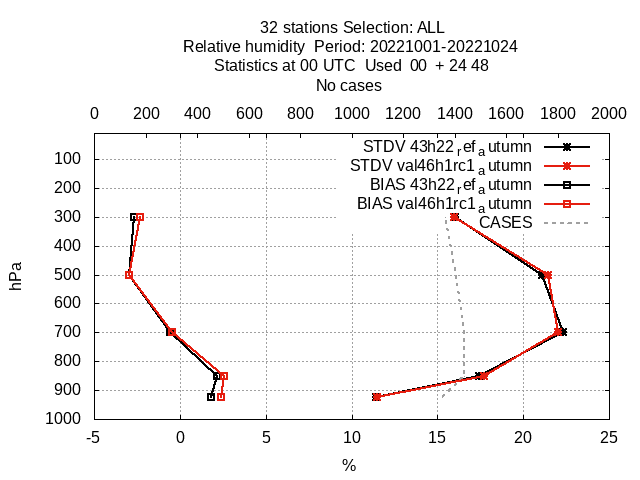 32 stations Selection: ALL
Relative humidity  Period: 20221001-20221024
Statistics at 00 UTC  Used  00  + 24 48
No cases
0 200 400 600 800 1000 1200 1400 1600 1800 2000
STDV 43h22_ref_autumn
STDV val46h1rc1_autumn
BIAS 43h22_ref_autumn
BIAS val46h1rc1_autumn
CASES
100
200
300
400
500
600
700
800
900
1000
hPa
-5 0 5 10 15 20 25
%